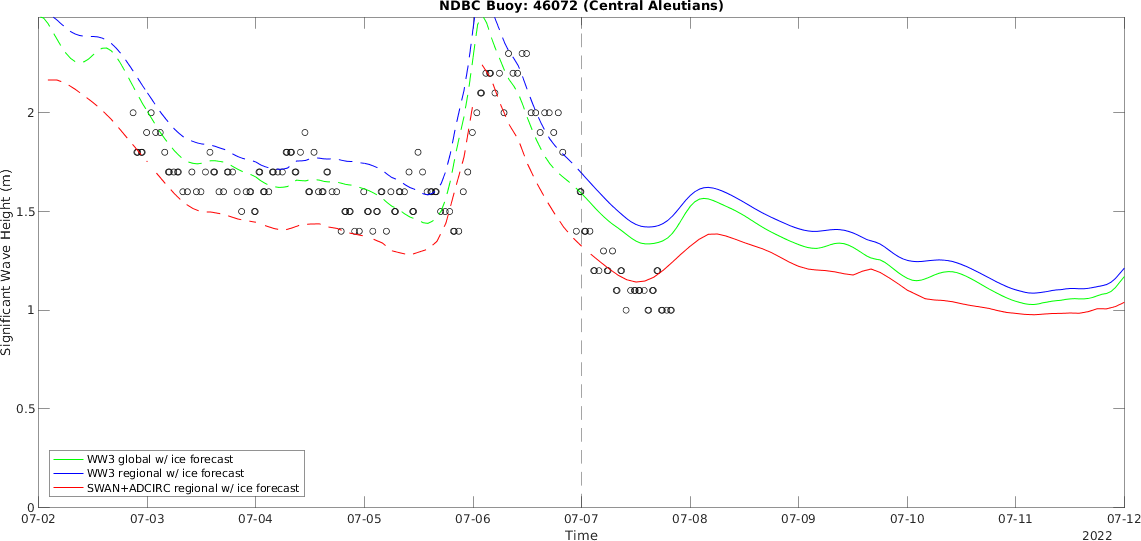 NDBC Buoy: 46072 (Central Aleutians)
Significant Wave Height (m)
2
1.5
1
0.5
0
WW3 global w/ ice forecast
WW3 regional w/ ice forecast
SWAN+ADCIRC regional w/ ice forecast
07-02 07-03 07-04 07-05 07-06 07-07 07-08 07-09 07-10 07-11 07-12
Time
2022